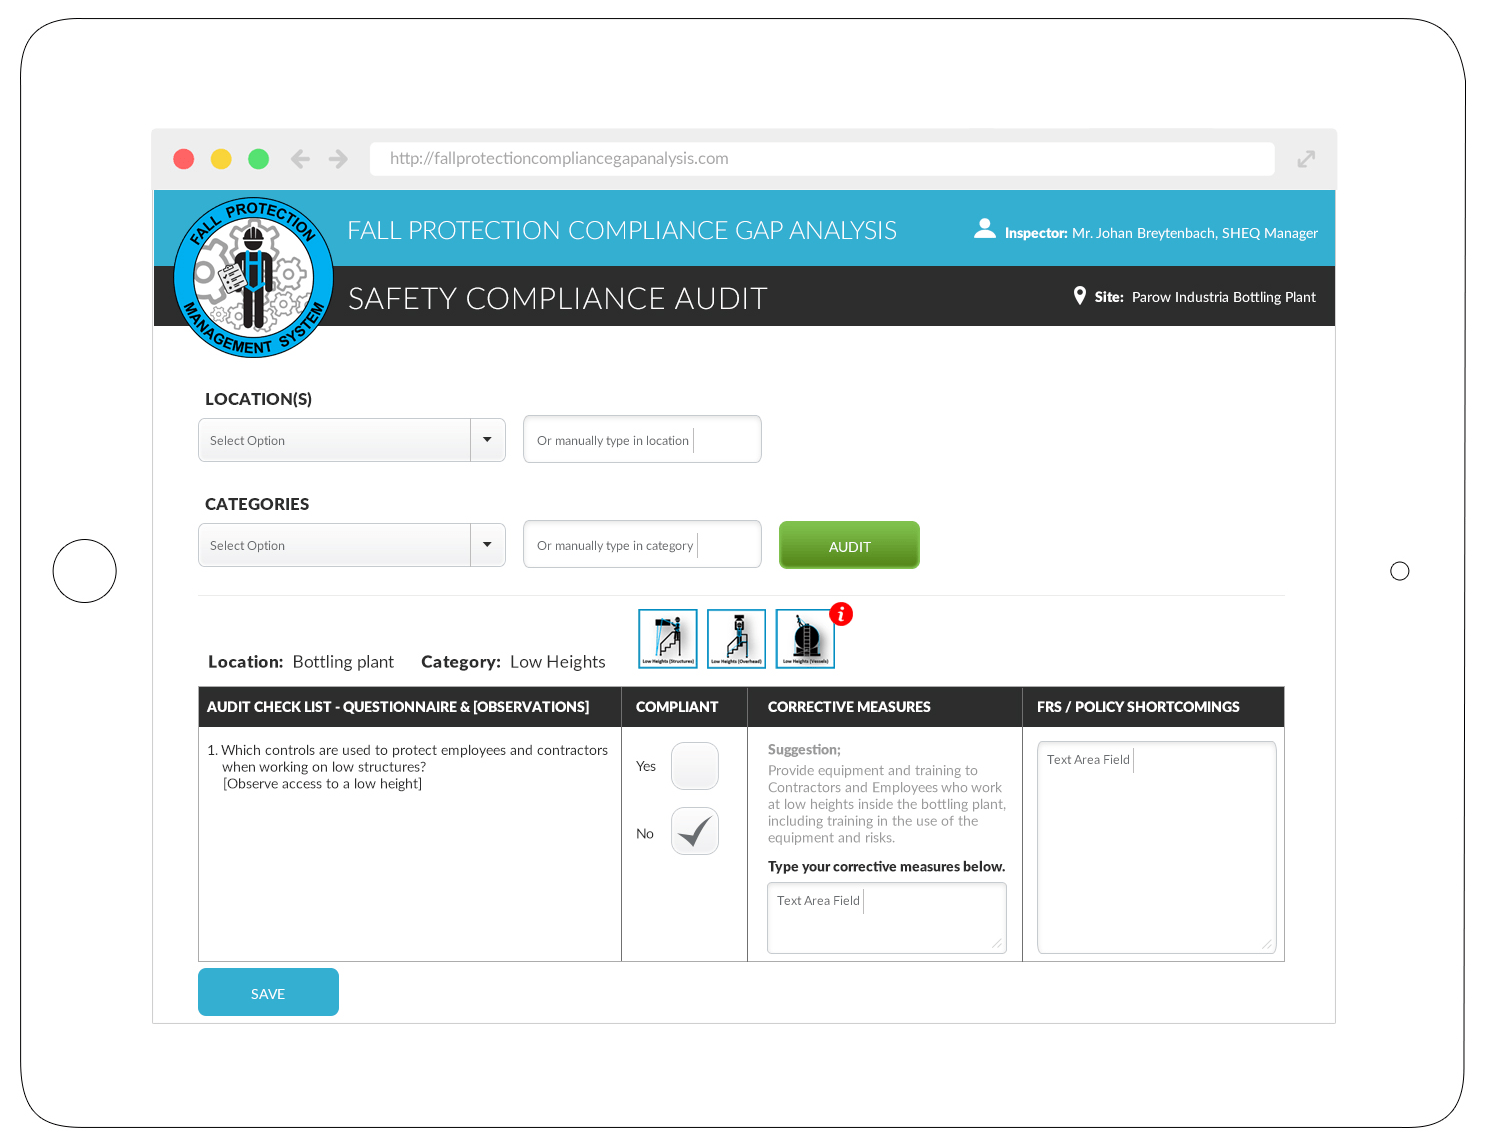 http://fallprotectioncompliancegapanalysis.com
FALL PROTECTION
MANAGEMENT SYSTEM
FALL PROTECTION COMPLIANCE GAP ANALYSIS
Inspector: Mr. Johan Breytenbach, SHEQ Manager
SAFETY COMPLIANCE AUDIT
Site: Parow Industria Bottling Plant
LOCATION(S)
Select Option
Or manually type in location
CATEGORIES
Select Option
Or manually type in category
AUDIT
i
Low Heights (Structures)
Low Heights (Overhead)
Low Heights (Vessels)
Location: Bottling plant
Category: Low Heights
AUDIT CHECK LIST - QUESTIONNAIRE & [OBSERVATIONS]
COMPLIANT
CORRECTIVE MEASURES
FRS / POLICY SHORTCOMINGS
1. Which controls are used to protect employees and contractors
when working on low structures?
[Observe access to a low height]
Yes
No
Suggestion;
Provide equipment and training to
Contractors and Employees who work
at low heights inside the bottling plant,
including training in the use of the
equipment and risks.
Type your corrective measures below.
Text Area Field
Text Area Field
SAVE